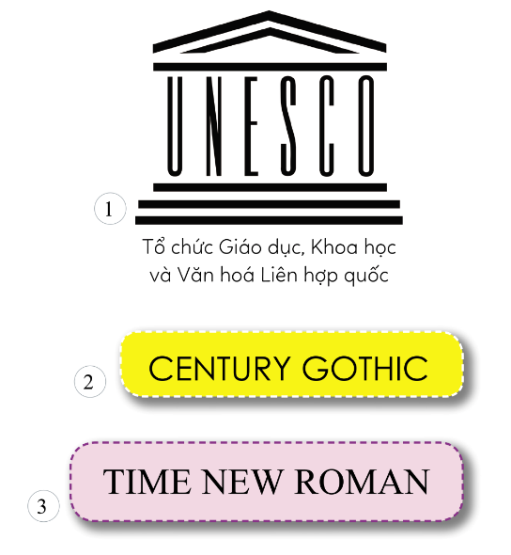 UNESCO
1
Tổ chức Giáo dục, Khoa học
và Văn hoá Liên hợp quốc
2
CENTURY GOTHIC
3
TIME NEW ROMAN